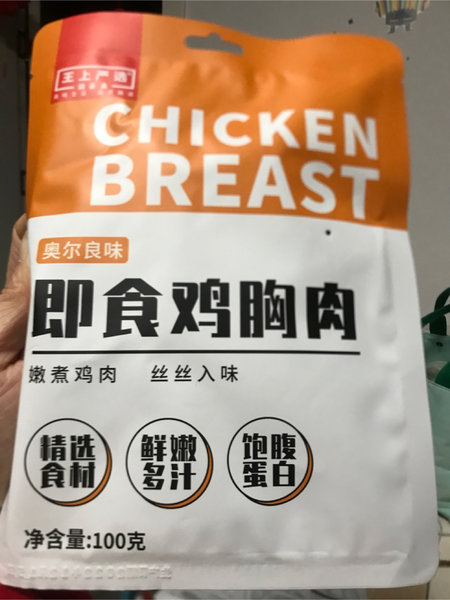 王上严选
CHICKEN
BREAST
奥尔良味
即食鸡胸肉
嫩煮鸡肉 丝丝入味
精选
食材
鲜嫩
多汁
饱腹
蛋白
净含量:100克